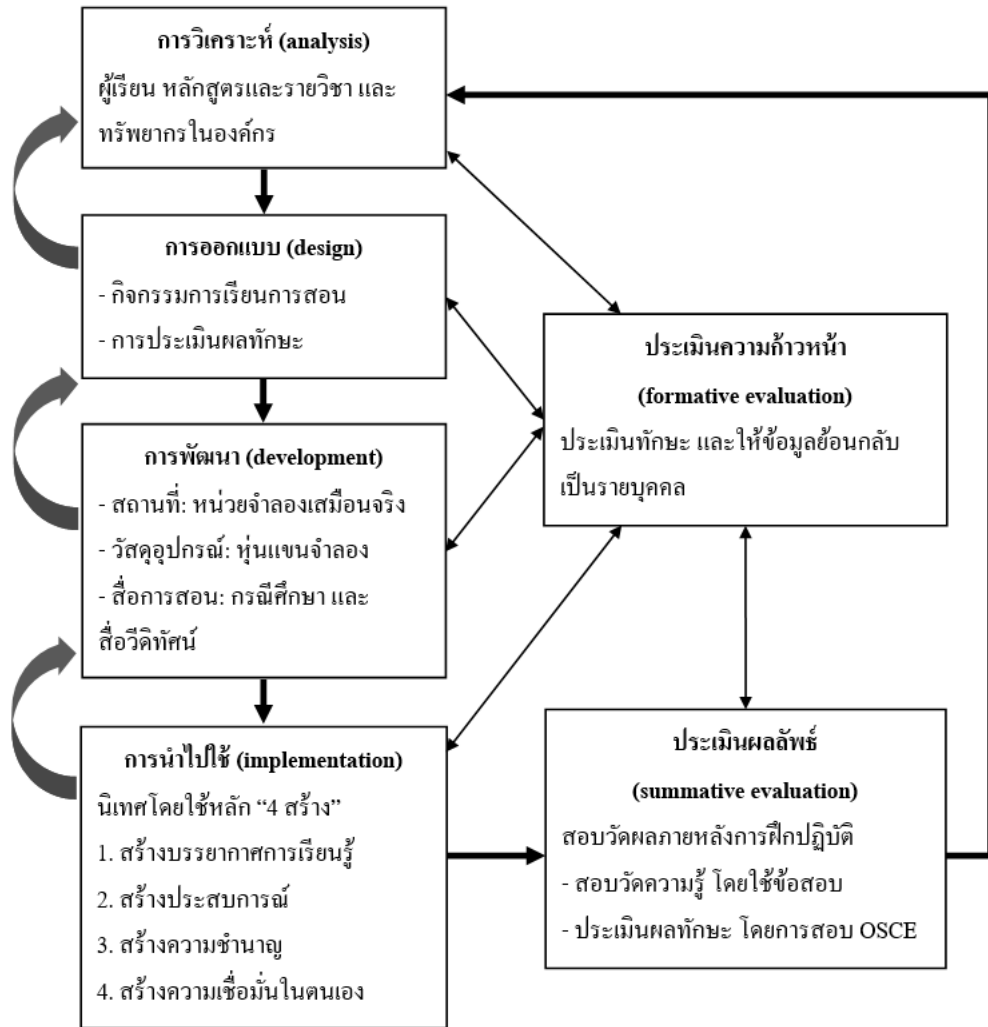 การวิเคราะห์ (analysis)
ผู้เรียน หลักสูตรและรายวิชา และ
ทรัพยากรในองค์กร
การออกแบบ (design)
- กิจกรรมการเรียนการสอน
- การประเมินผลทักษะ
การพัฒนา (development)
- สถานที่: หน่วยจำลองเสมือนจริง
- วัสดุอุปกรณ์: หุ่นแขนจำลอง
- สื่อการสอน: กรณีศึกษา และ
สื่อวีดิทัศน์
การนำไปใช้ (implementation)
นิเทศโดยใช้หลัก “4 สร้าง”
1. สร้างบรรยากาศการเรียนรู้
2. สร้างประสบการณ์
3. สร้างความชำนาญ
4. สร้างความเชื่อมั่นในตนเอง
ประเมินความก้าวหน้า
(formative evaluation)
ประเมินทักษะ และให้ข้อมูลย้อนกลับ
เป็นรายบุคคล
ประเมินผลลัพธ์
(summative evaluation)
สอบวัดผลภายหลังการฝึกปฏิบัติ
- สอบวัดความรู้ โดยใช้ข้อสอบ
- ประเมินผลทักษะ โดยการสอบ OSCE